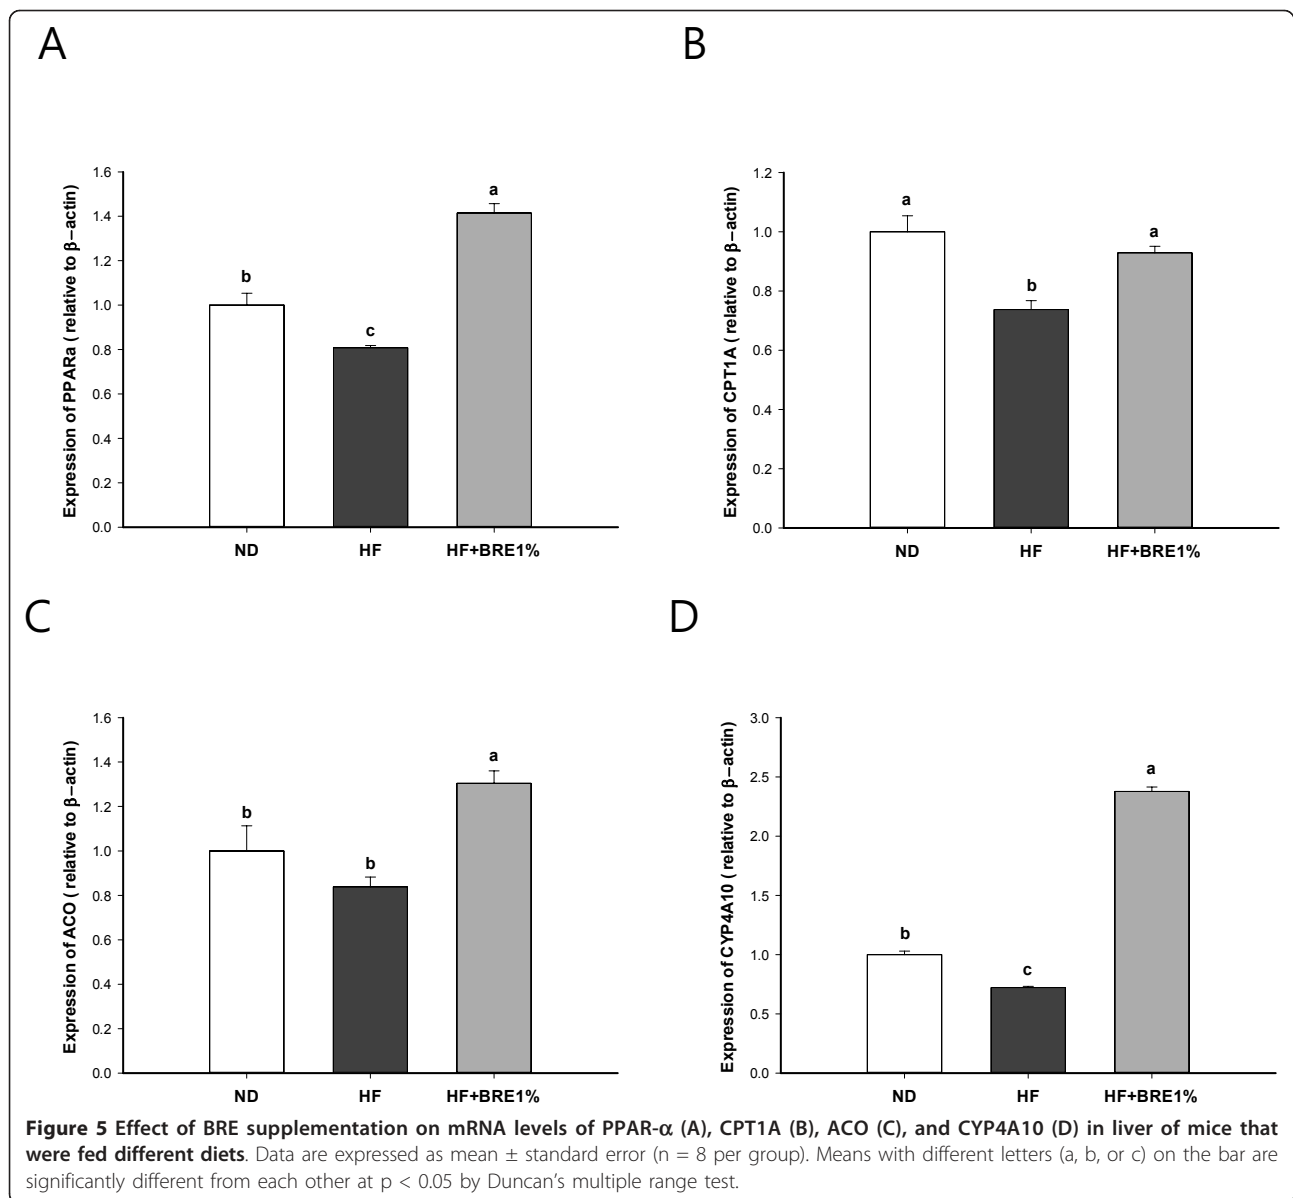 A
B
Expression of PPARa ( relative to β−actin)
1.6
1.4
1.2
1.0
0.8
0.6
0.4
0.2
0.0
b
c
a
ND HF HF+BRE1%
Expression of CPT1A ( relative to β−actin)
1.2
1.0
0.8
0.6
0.4
0.2
0.0
a
b
a
ND HF HF+BRE1%
C
D
Expression of ACO ( relative to β−actin)
1.6
1.4
1.2
1.0
0.8
0.6
0.4
0.2
0.0
b
b
a
ND HF HF+BRE1%
Expression of CYP4A10 ( relative to β−actin)
3.0
2.5
2.0
1.5
1.0
0.5
0.0
b
c
a
ND HF HF+BRE1%
Figure 5 Effect of BRE supplementation on mRNA levels of PPAR-α (A), CPT1A (B), ACO (C), and CYP4A10 (D) in liver of mice that
were fed different diets. Data are expressed as mean ± standard error (n = 8 per group). Means with different letters (a, b, or c) on the bar are
significantly different from each other at p < 0.05 by Duncan's multiple range test.